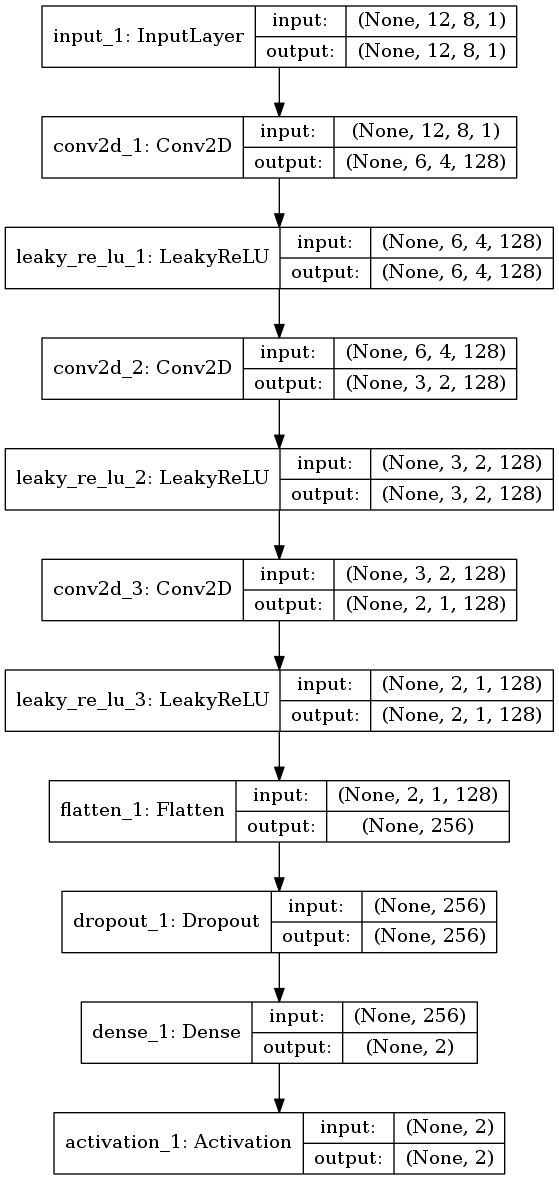 input_1: InputLayer
input: (None, 12, 8, 1)
output: (None, 12, 8, 1)
conv2d_1: Conv2D
input: (None, 12, 8, 1)
output: (None, 6, 4, 128)
leaky_re_lu_1: LeakyReLU
input: (None, 6, 4, 128)
output: (None, 6, 4, 128)
conv2d_2: Conv2D
input: (None, 6, 4, 128)
output: (None, 3, 2, 128)
leaky_re_lu_2: LeakyReLU
input: (None, 3, 2, 128)
output: (None, 3, 2, 128)
conv2d_3: Conv2D
input: (None, 3, 2, 128)
output: (None, 2, 1, 128)
leaky_re_lu_3: LeakyReLU
input: (None, 2, 1, 128)
output: (None, 2, 1, 128)
flatten_1: Flatten
input: (None, 2, 1, 128)
output: (None, 256)
dropout_1: Dropout
input: (None, 256)
output: (None, 256)
dense_1: Dense
input: (None, 256)
output: (None, 2)
activation_1: Activation
input: (None, 2)
output: (None, 2)